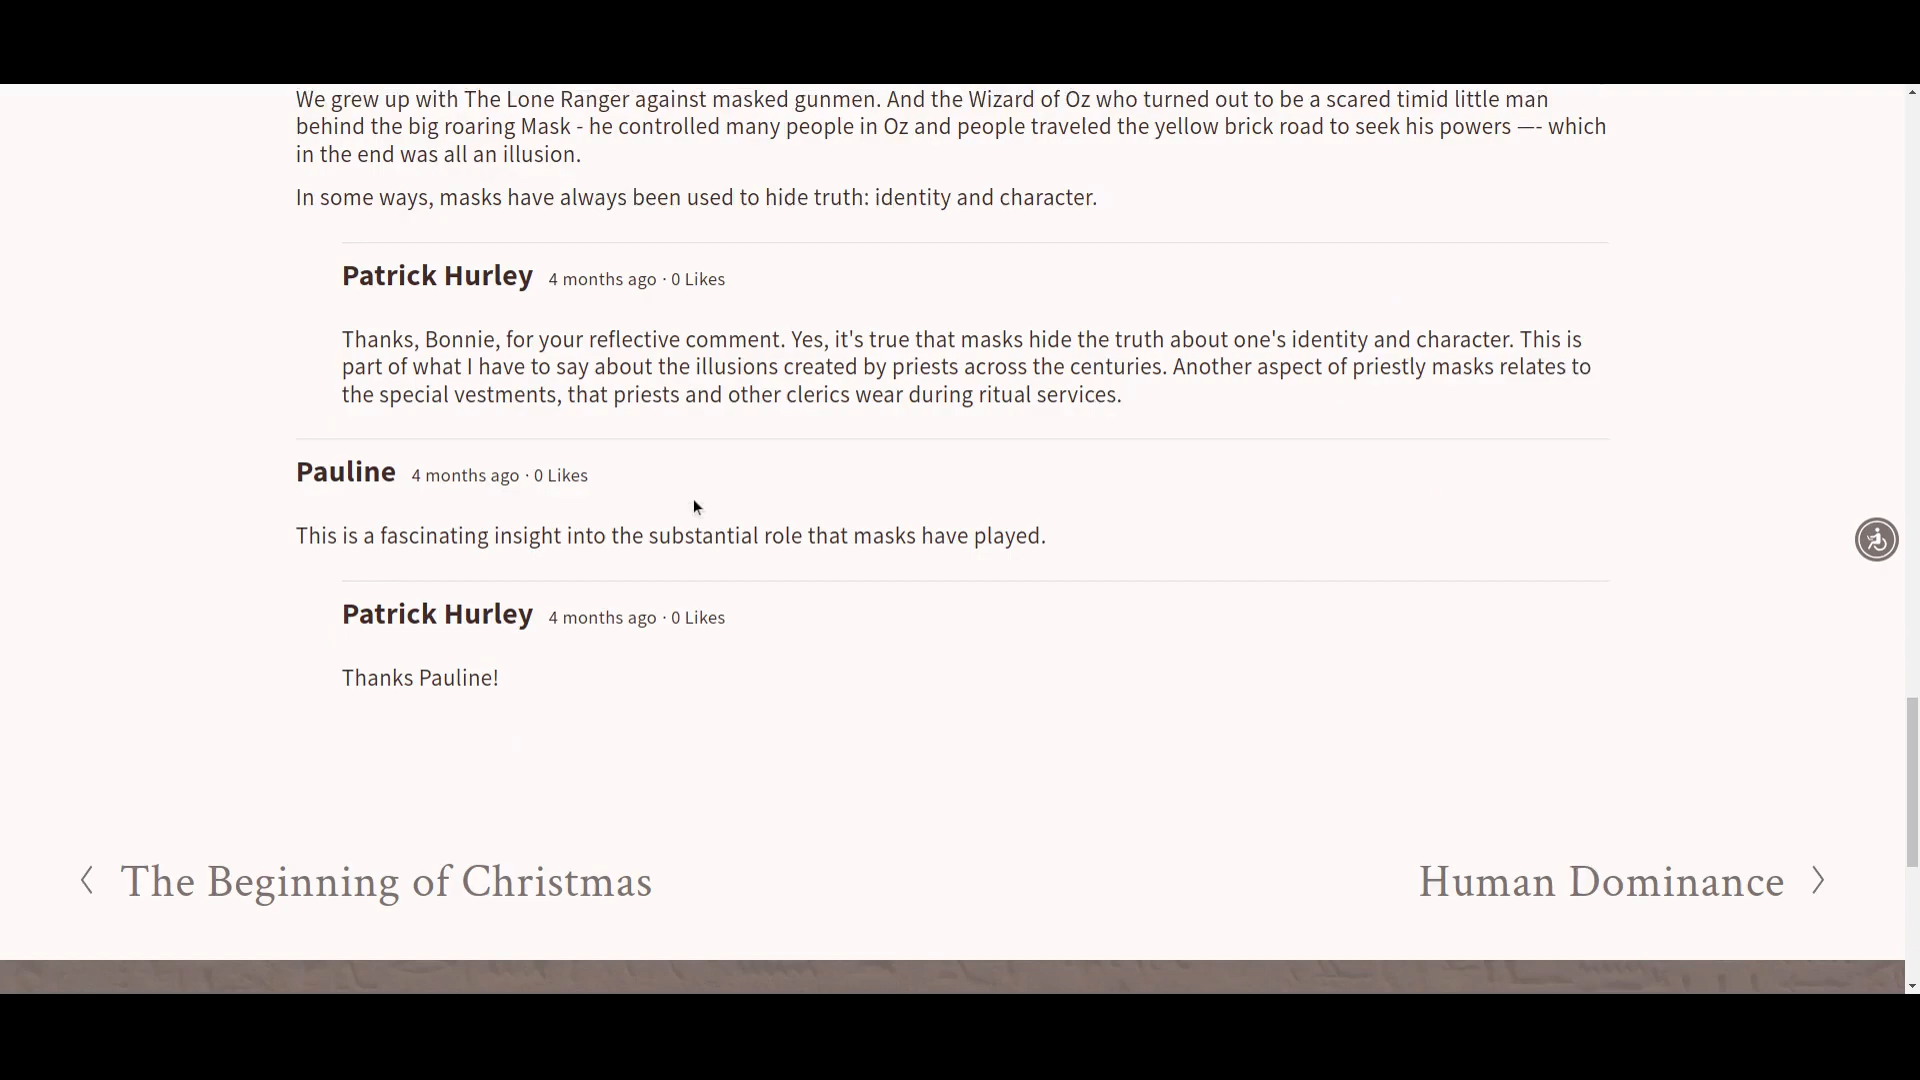 We grew up with The Lone Ranger against masked gunmen. And the Wizard of Oz who turned out to be a scared timid little man
behind the big roaring Mask - he controlled many people in Oz and people traveled the yellow brick road to seek his powers —- which
in the end was all an illusion.
In some ways, masks have always been used to hide truth: identity and character.
Patrick Hurley 4 months ago · 0 Likes
Thanks, Bonnie, for your reflective comment. Yes, it's true that masks hide the truth about one's identity and character. This is
part of what I have to say about the illusions created by priests across the centuries. Another aspect of priestly masks relates to
the special vestments, that priests and other clerics wear during ritual services.
Pauline 4 months ago · 0 Likes
This is a fascinating insight into the substantial role that masks have played.
Patrick Hurley 4 months ago · 0 Likes
Thanks Pauline!
The Beginning of Christmas
Human Dominance